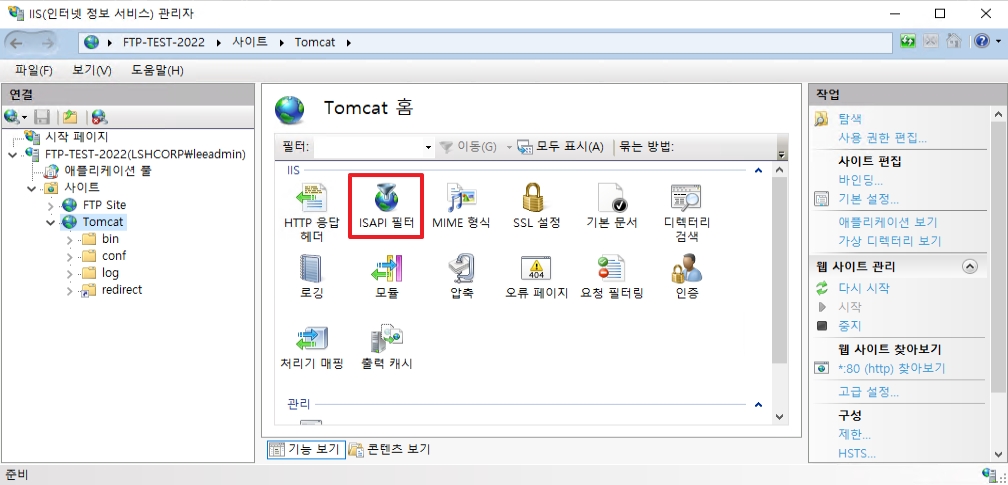 IIS(인터넷 정보 서비스) 관리자
FTP-TEST-2022 사이트 Tomcat
파일(F) 보기(V) 도움말(H)
연결
시작 페이지
FTP-TEST-2022(LSHCORP₩leeadmin)
애플리케이션 풀
사이트
FTP Site
Tomcat
bin
conf
log
redirect
Tomcat 홈
필터: 이동(G) 모두 표시(A) 묶는 방법:
IIS
HTTP 응답 헤더
ISAPI 필터
MIME 형식
SSL 설정
기본 문서
디렉터리 검색
로깅
모듈
압축
404
오류 페이지
요청 필터링
인증
처리기 매핑
출력 캐시
관리
기능 보기 콘텐츠 보기
작업
탐색
사용 권한 편집...
사이트 편집
바인딩...
기본 설정...
애플리케이션 보기
가상 디렉터리 보기
웹 사이트 관리
다시 시작
시작
중지
웹 사이트 찾아보기
*:80 (http) 찾아보기
고급 설정...
구성
제한...
HSTS...
준비